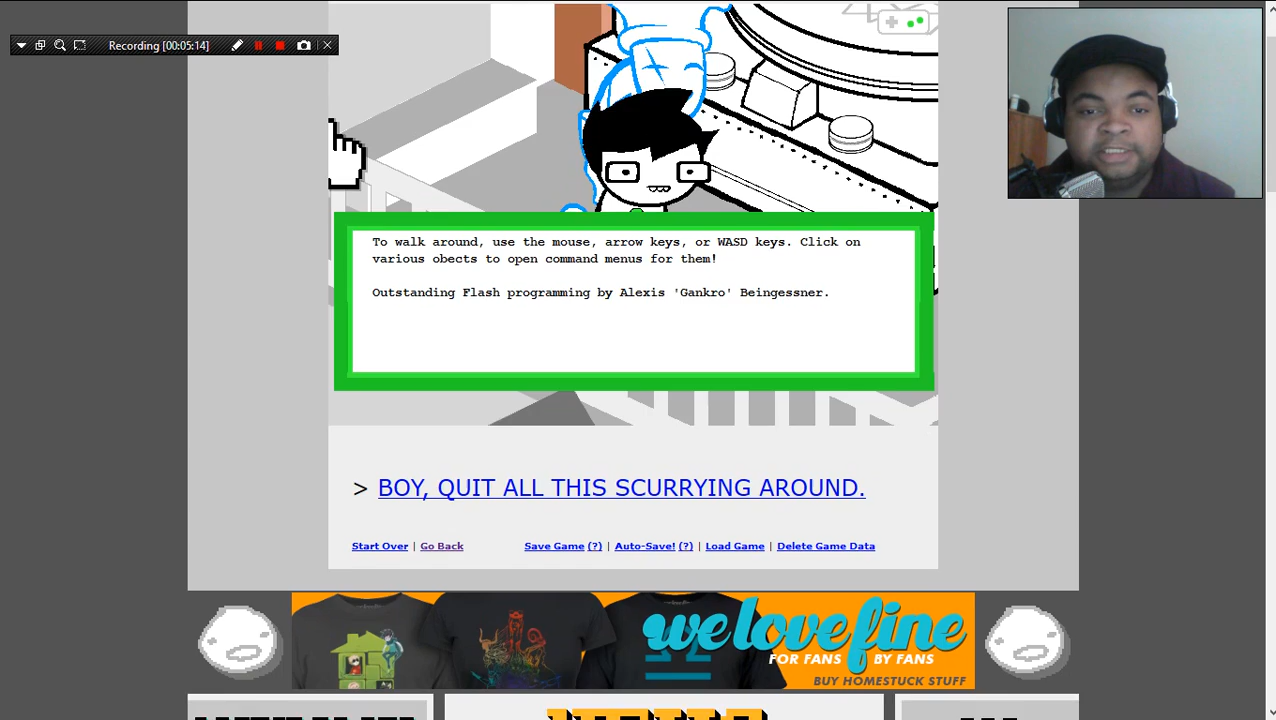 Recording [00:05:14]
To walk around, use the mouse, arrow keys, or WASD keys. Click on
various obects to open command menus for them!
Outstanding Flash programming by Alexis 'Gankro' Beingessner.
> BOY, QUIT ALL THIS SCURRYING AROUND.
Start Over | Go Back Save Game (?) | Auto-Save! (?) | Load Game | Delete Game Data
welovefine
FOR FANS BY FANS
BUY HOMESTUCK STUFF